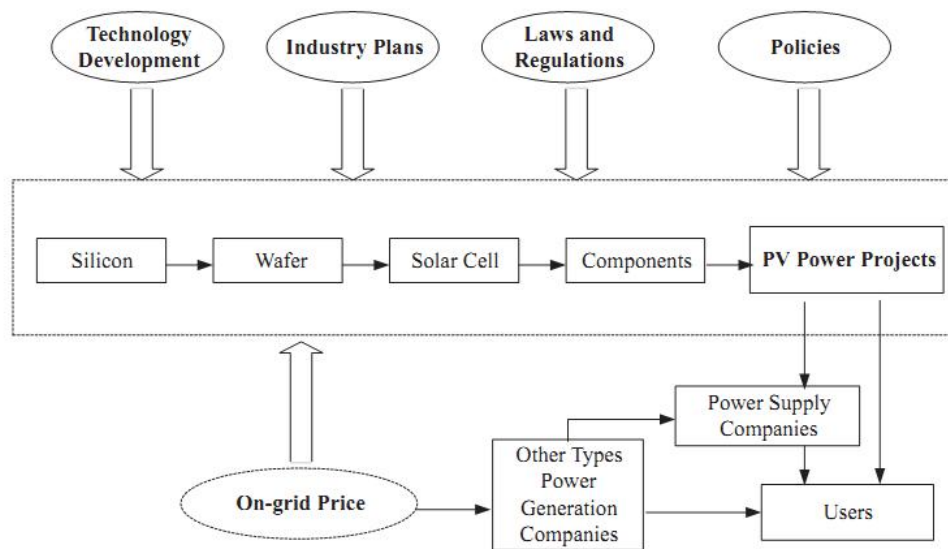 Technology
Development
Industry Plans
Laws and
Regulations
Policies
Silicon
Wafer
Solar Cell
Components
PV Power Projects
Power Supply
Companies
Other Types
Power
Generation
Companies
On-grid Price
Users